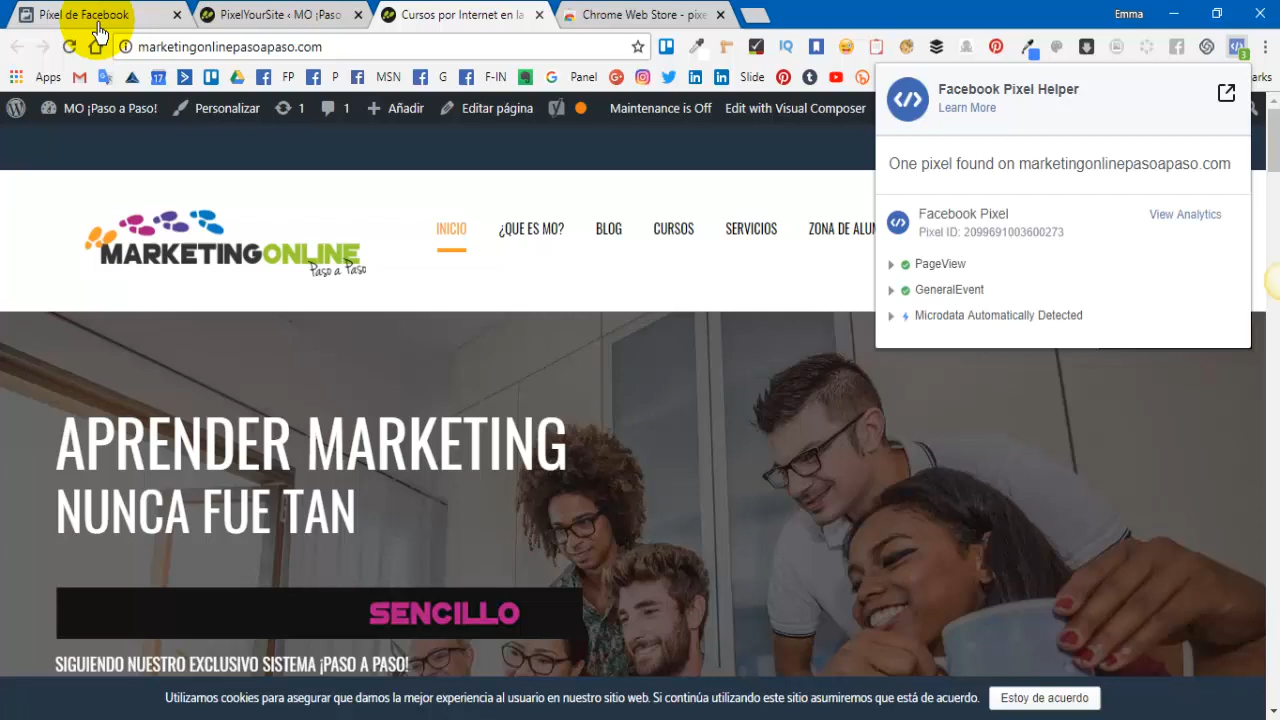 Píxel de Facebook
PixelYourSite ‹ MO ¡Paso
Cursos por Internet en la
Chrome Web Store - pixe
Emma
marketingonlinepasoapaso.com
IQ
3
Apps
17
FP
P
MSN
G
F-IN
G
Panel
Slide
MO ¡Paso a Paso!
Personalizar
1
1
Añadir
Editar página
Maintenance is Off
Edit with Visual Composer
Facebook Pixel Helper
Learn More
One pixel found on marketingonlinepasoapaso.com
Facebook Pixel
View Analytics
Pixel ID: 2099691003600273
PageView
GeneralEvent
Microdata Automatically Detected
MARKETINGONLINE
Paso a Paso
INICIO
¿QUE ES MO?
BLOG
CURSOS
SERVICIOS
ZONA DE ALUM
APRENDER MARKETING
NUNCA FUE TAN
SENCILLO
SIGUIENDO NUESTRO EXCLUSIVO SISTEMA ¡PASO A PASO!
Utilizamos cookies para asegurar que damos la mejor experiencia al usuario en nuestro sitio web. Si continúa utilizando este sitio asumiremos que está de acuerdo.
Estoy de acuerdo